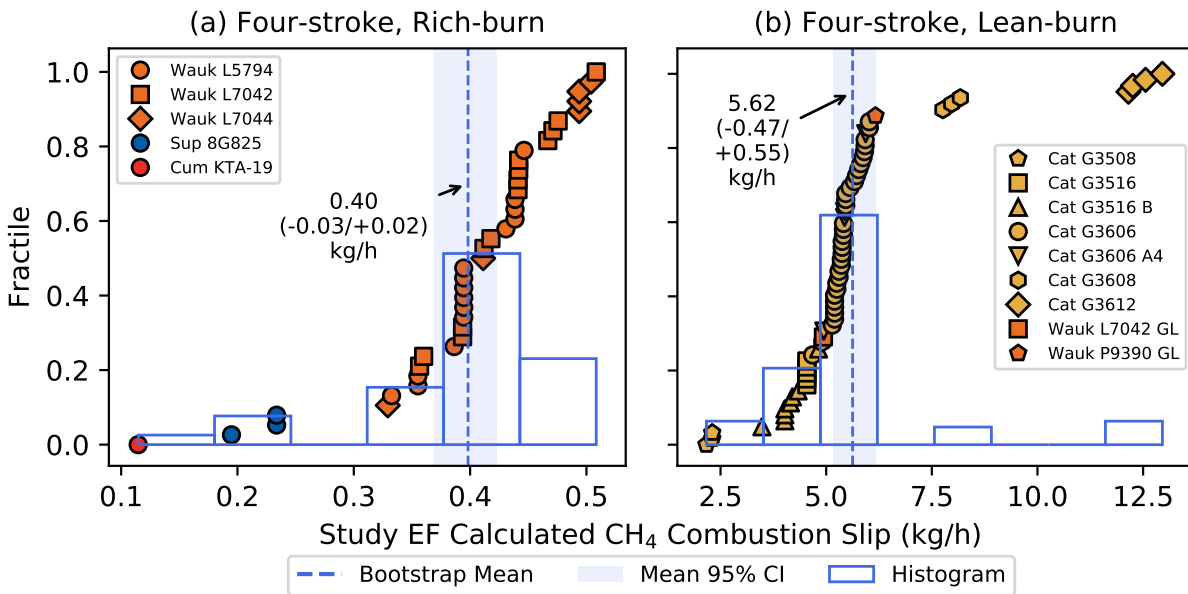 (a) Four-stroke, Rich-burn
(b) Four-stroke, Lean-burn
Fractile
1.0
0.8
0.6
0.4
0.2
0.0
Wauk L5794
Wauk L7042
Wauk L7044
Sup 8G825
Cum KTA-19
0.40
(-0.03/+0.02)
kg/h
0.1 0.2 0.3 0.4 0.5
5.62
(-0.47/
+0.55)
kg/h
Cat G3508
Cat G3516
Cat G3516 B
Cat G3606
Cat G3606 A4
Cat G3608
Cat G3612
Wauk L7042 GL
Wauk P9390 GL
2.5 5.0 7.5 10.0 12.5
Study EF Calculated CH₄ Combustion Slip (kg/h)
Bootstrap Mean Mean 95% CI Histogram